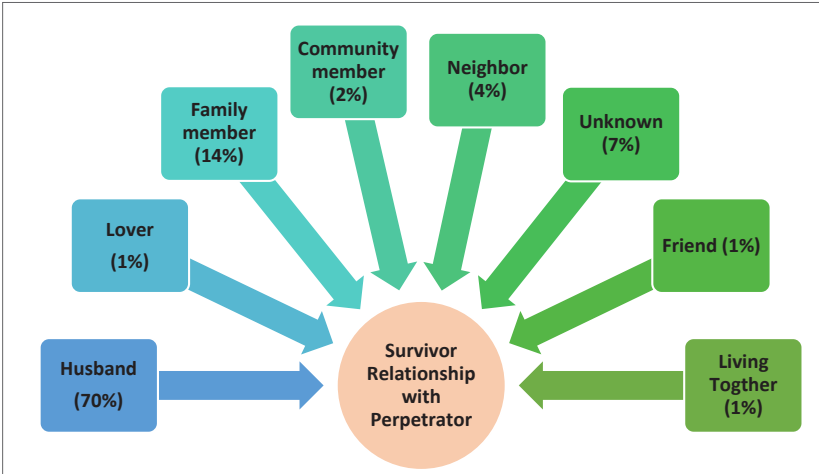 Community
member
(2%)
Neighbor
(4%)
Family
member
(14%)
Unknown
(7%)
Lover
(1%)
Friend (1%)
Husband
(70%)
Survivor
Relationship
with
Perpetrator
Living
Togther
(1%)